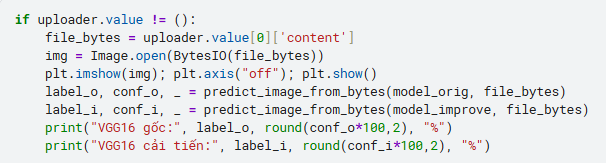 if uploader.value != ():
    file_bytes = uploader.value[0]['content']
    img = Image.open(BytesIO(file_bytes))
    plt.imshow(img); plt.axis("off"); plt.show()
    label_o, conf_o, _ = predict_image_from_bytes(model_orig, file_bytes)
    label_i, conf_i, _ = predict_image_from_bytes(model_improve, file_bytes)
    print("VGG16 gốc:", label_o, round(conf_o*100,2), "%")
    print("VGG16 cải tiến:", label_i, round(conf_i*100,2), "%")